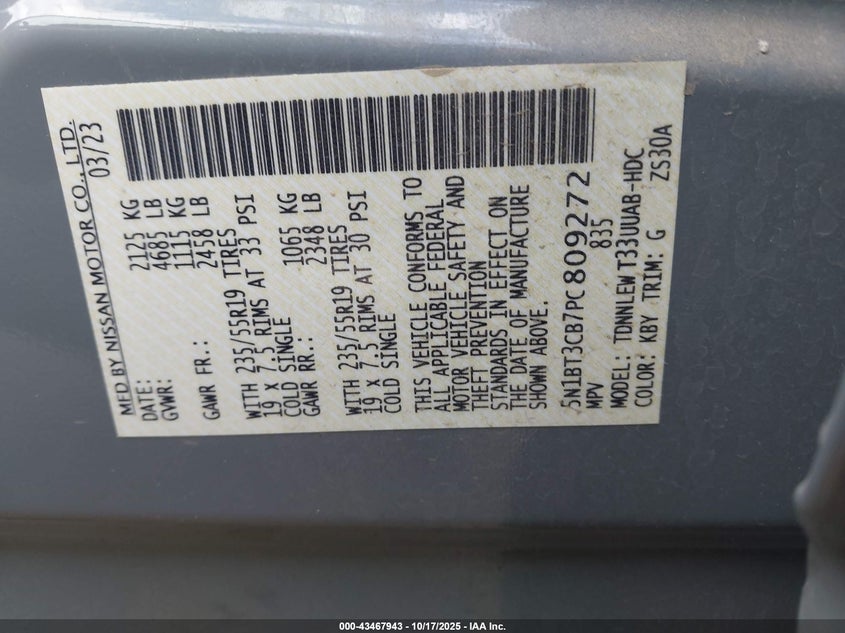 MFD BY NISSAN MOTOR CO., LTD.
DATE: 03/23
GVWR: 2125 KG
4685 LB
GAWR FR.: 1115 KG
2458 LB
WITH 235/55R19 TIRES
19 x 7.5 RIMS AT 33 PSI
COLD SINGLE
GAWR RR.: 1065 KG
2348 LB
WITH 235/55R19 TIRES
19 x 7.5 RIMS AT 30 PSI
COLD SINGLE
THIS VEHICLE CONFORMS TO
ALL APPLICABLE FEDERAL
MOTOR VEHICLE SAFETY AND
THEFT PREVENTION
STANDARDS IN EFFECT ON
THE DATE OF MANUFACTURE
SHOWN ABOVE.
5N1BT3CB7PC809272
MPV 835
MODEL: TDNNLEW T33UUAB-HDC
COLOR: KBY TRIM: G ZS30A
000-43467943 | 10/17/2025 - IAA Inc.